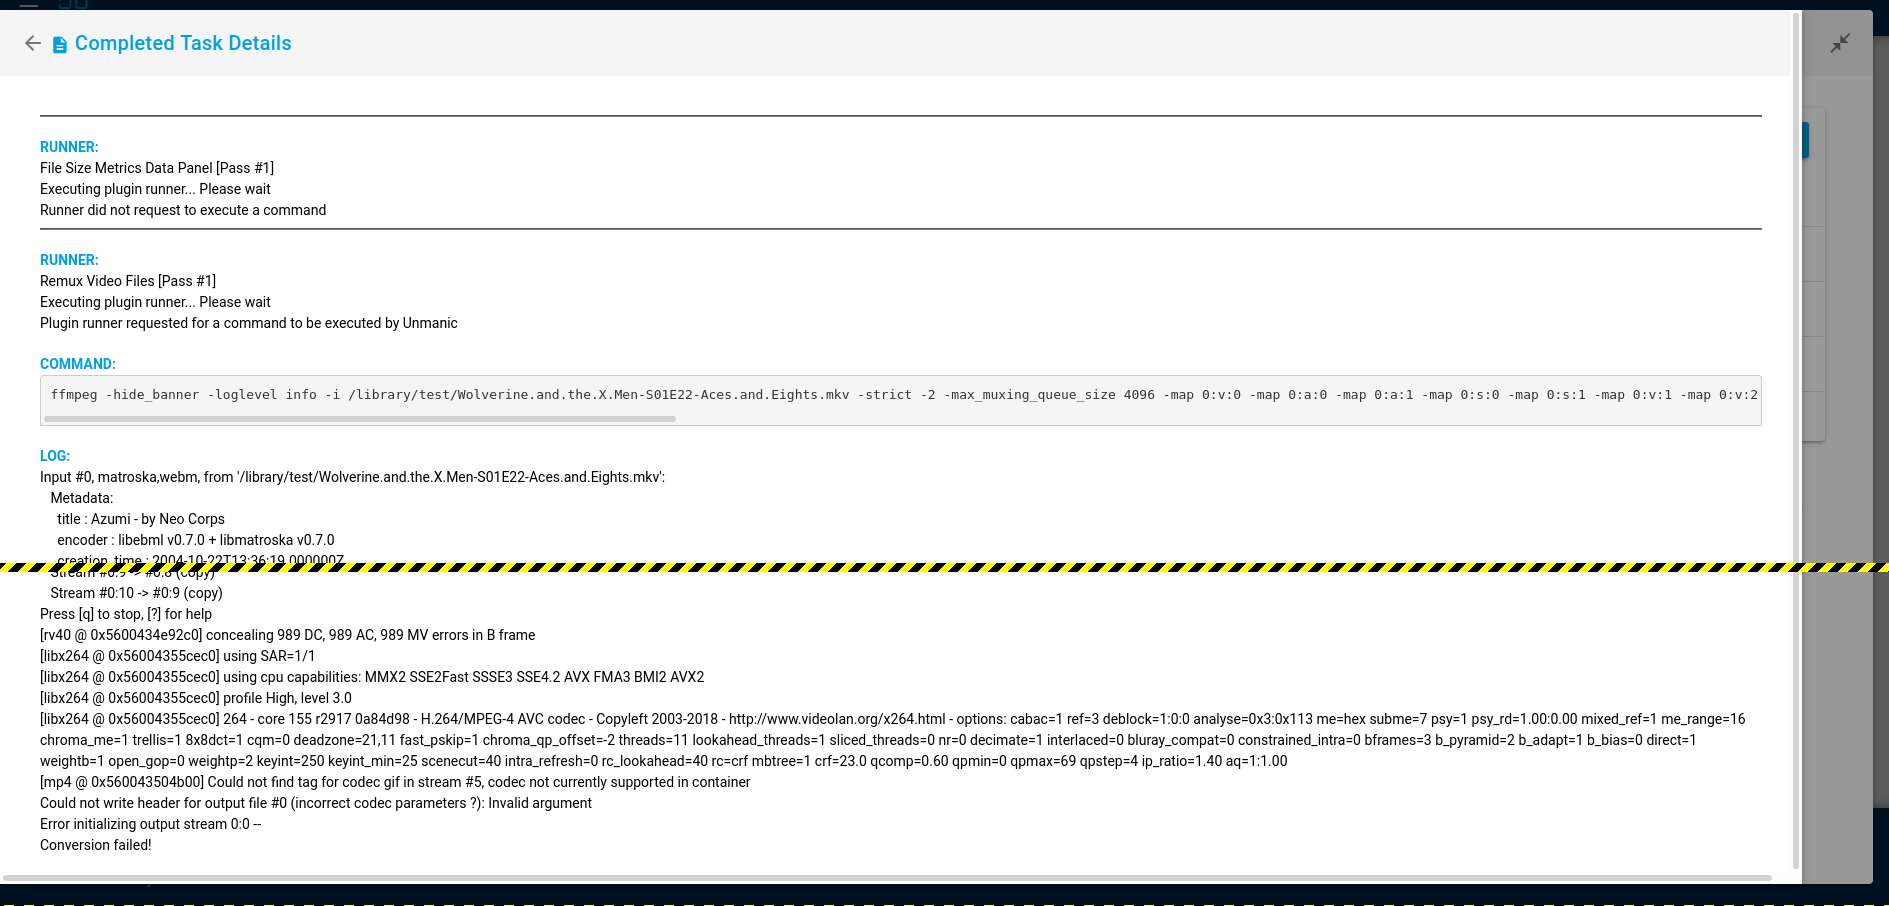 Completed Task Details
RUNNER:
File Size Metrics Data Panel [Pass #1]
Executing plugin runner... Please wait
Runner did not request to execute a command
RUNNER:
Remux Video Files [Pass #1]
Executing plugin runner... Please wait
Plugin runner requested for a command to be executed by Unmanic
COMMAND:
ffmpeg -hide_banner -loglevel info -i /library/test/Wolverine.and.the.X.Men-S01E22-Aces.and.Eights.mkv -strict -2 -max_muxing_queue_size 4096 -map 0:v:0 -map 0:a:0 -map 0:a:1 -map 0:s:0 -map 0:s:1 -map 0:v:1 -map 0:v:2
LOG:
Input #0, matroska,webm, from '/library/test/Wolverine.and.the.X.Men-S01E22-Aces.and.Eights.mkv':
Metadata:
title : Azumi - by Neo Corps
encoder : libebml v0.7.0 + libmatroska v0.7.0
creation_time : 2004-10-22T13:36:19.000000Z
Stream #0:9 -> #0:8 (copy)
Stream #0:10 -> #0:9 (copy)
Press [q] to stop, [?] for help
[rv40 @ 0x5600434e92c0] concealing 989 DC, 989 AC, 989 MV errors in B frame
[libx264 @ 0x56004355cec0] using SAR=1/1
[libx264 @ 0x56004355cec0] using cpu capabilities: MMX2 SSE2Fast SSSE3 SSE4.2 AVX FMA3 BMI2 AVX2
[libx264 @ 0x56004355cec0] profile High, level 3.0
[libx264 @ 0x56004355cec0] 264 - core 155 r2917 0a84d98 - H.264/MPEG-4 AVC codec - Copyleft 2003-2018 - http://www.videolan.org/x264.html - options: cabac=1 ref=3 deblock=1:0:0 analyse=0x3:0x113 me=hex subme=7 psy=1 psy_rd=1.00:0.00 mixed_ref=1 me_range=16
chroma_me=1 trellis=1 8x8dct=1 cqm=0 deadzone=21,11 fast_pskip=1 chroma_qp_offset=-2 threads=11 lookahead_threads=1 sliced_threads=0 nr=0 decimate=1 interlaced=0 bluray_compat=0 constrained_intra=0 bframes=3 b_pyramid=2 b_adapt=1 b_bias=0 direct=1
weightb=1 open_gop=0 weightp=2 keyint=250 keyint_min=25 scenecut=40 intra_refresh=0 rc_lookahead=40 rc=crf mbtree=1 crf=23.0 qcomp=0.60 qpmin=0 qpmax=69 qpstep=4 ip_ratio=1.40 aq=1:1.00
[mp4 @ 0x560043504b00] Could not find tag for codec gif in stream #5, codec not currently supported in container
Could not write header for output file #0 (incorrect codec parameters ?): Invalid argument
Error initializing output stream 0:0 --
Conversion failed!